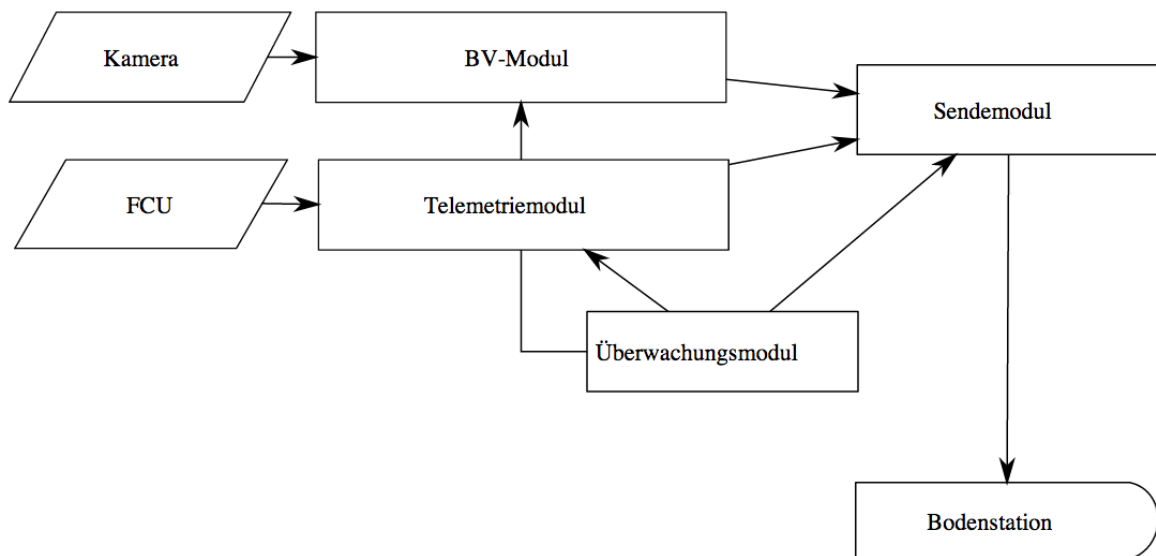 Kamera
BV-Modul
Sendemodul
FCU
Telemetriemodul
Überwachungsmodul
Bodenstation